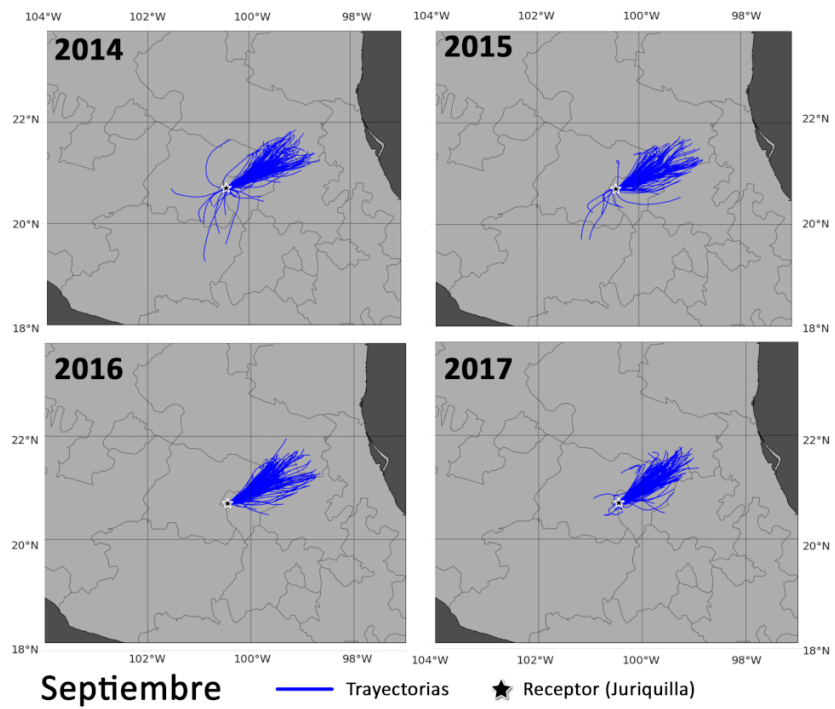 104°W 102°W 100°W 98°W 104°W 102°W 100°W 98°W
2014 2015
22°N 22°N
20°N 20°N
18°N 18°N
2016 2017
22°N 22°N
20°N 20°N
18°N 18°N
102°W 100°W 98°W 104°W 102°W 100°W 98°W
Septiembre Trayectorias Receptor (Juriquilla)